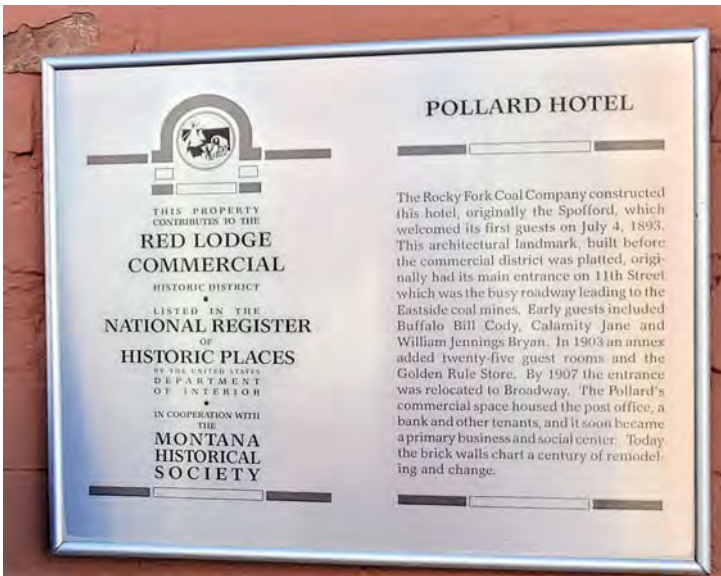 THIS PROPERTY
CONTRIBUTES TO THE
RED LODGE
COMMERCIAL
HISTORIC DISTRICT
LISTED IN THE
NATIONAL REGISTER
OF
HISTORIC PLACES
BY THE UNITED STATES
DEPARTMENT
OF INTERIOR
IN COOPERATION WITH
THE
MONTANA
HISTORICAL
SOCIETY
POLLARD HOTEL
The Rocky Fork Coal Company constructed
this hotel, originally the Spofford, which
welcomed its first guests on July 4, 1893.
This architectural landmark, built before
the commercial district was platted, origi-
nally had its main entrance on 11th Street
which was the busy roadway leading to the
Eastside coal mines. Early guests included
Buffalo Bill Cody, Calamity Jane and
William Jennings Bryan. In 1903 an annex
added twenty-five guest rooms and the
Golden Rule Store. By 1907 the entrance
was relocated to Broadway. The Pollard's
commercial space housed the post office, a
bank and other tenants, and it soon became
a primary business and social center. Today
the brick walls chart a century of remodel-
ing and change.